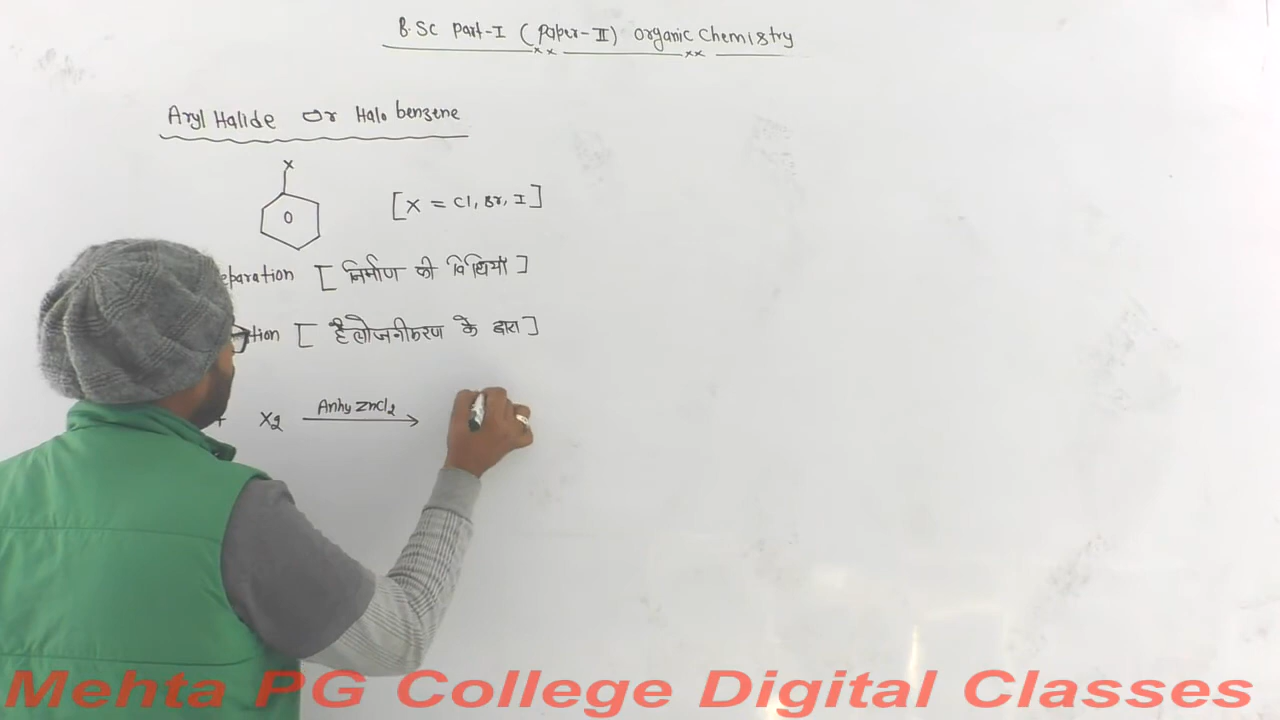 B.Sc Part-I (Paper-II) Organic Chemistry
Aryl Halide Or Halo benzene
X
[X = Cl, Br, I]
eparation [निर्माण की विधियाँ]
tion [हैलोजनीकरण के द्वारा]
+ X2 Anhy ZnCl2
Mehta PG College Digital Classes